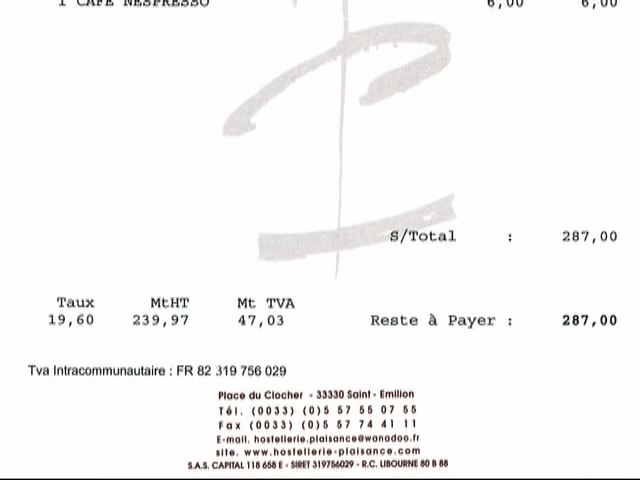 1 CAFE NESPRESSO 6,00 6,00
S/Total : 287,00
Taux MtHT Mt TVA
19,60 239,97 47,03 Reste à Payer : 287,00
Tva Intracommunautaire : FR 82 319 756 029
Place du Clocher - 33330 Saint - Emilion
Tél. (0033) (0)5 57 55 07 55
Fax (0033) (0)5 57 74 41 11
E-mail. hostellerie.plaisance@wanadoo.fr
site. www.hostellerie-plaisance.com
S.A.S. CAPITAL 118 658 E - SIRET 319756029 - R.C. LIBOURNE 80 B 88